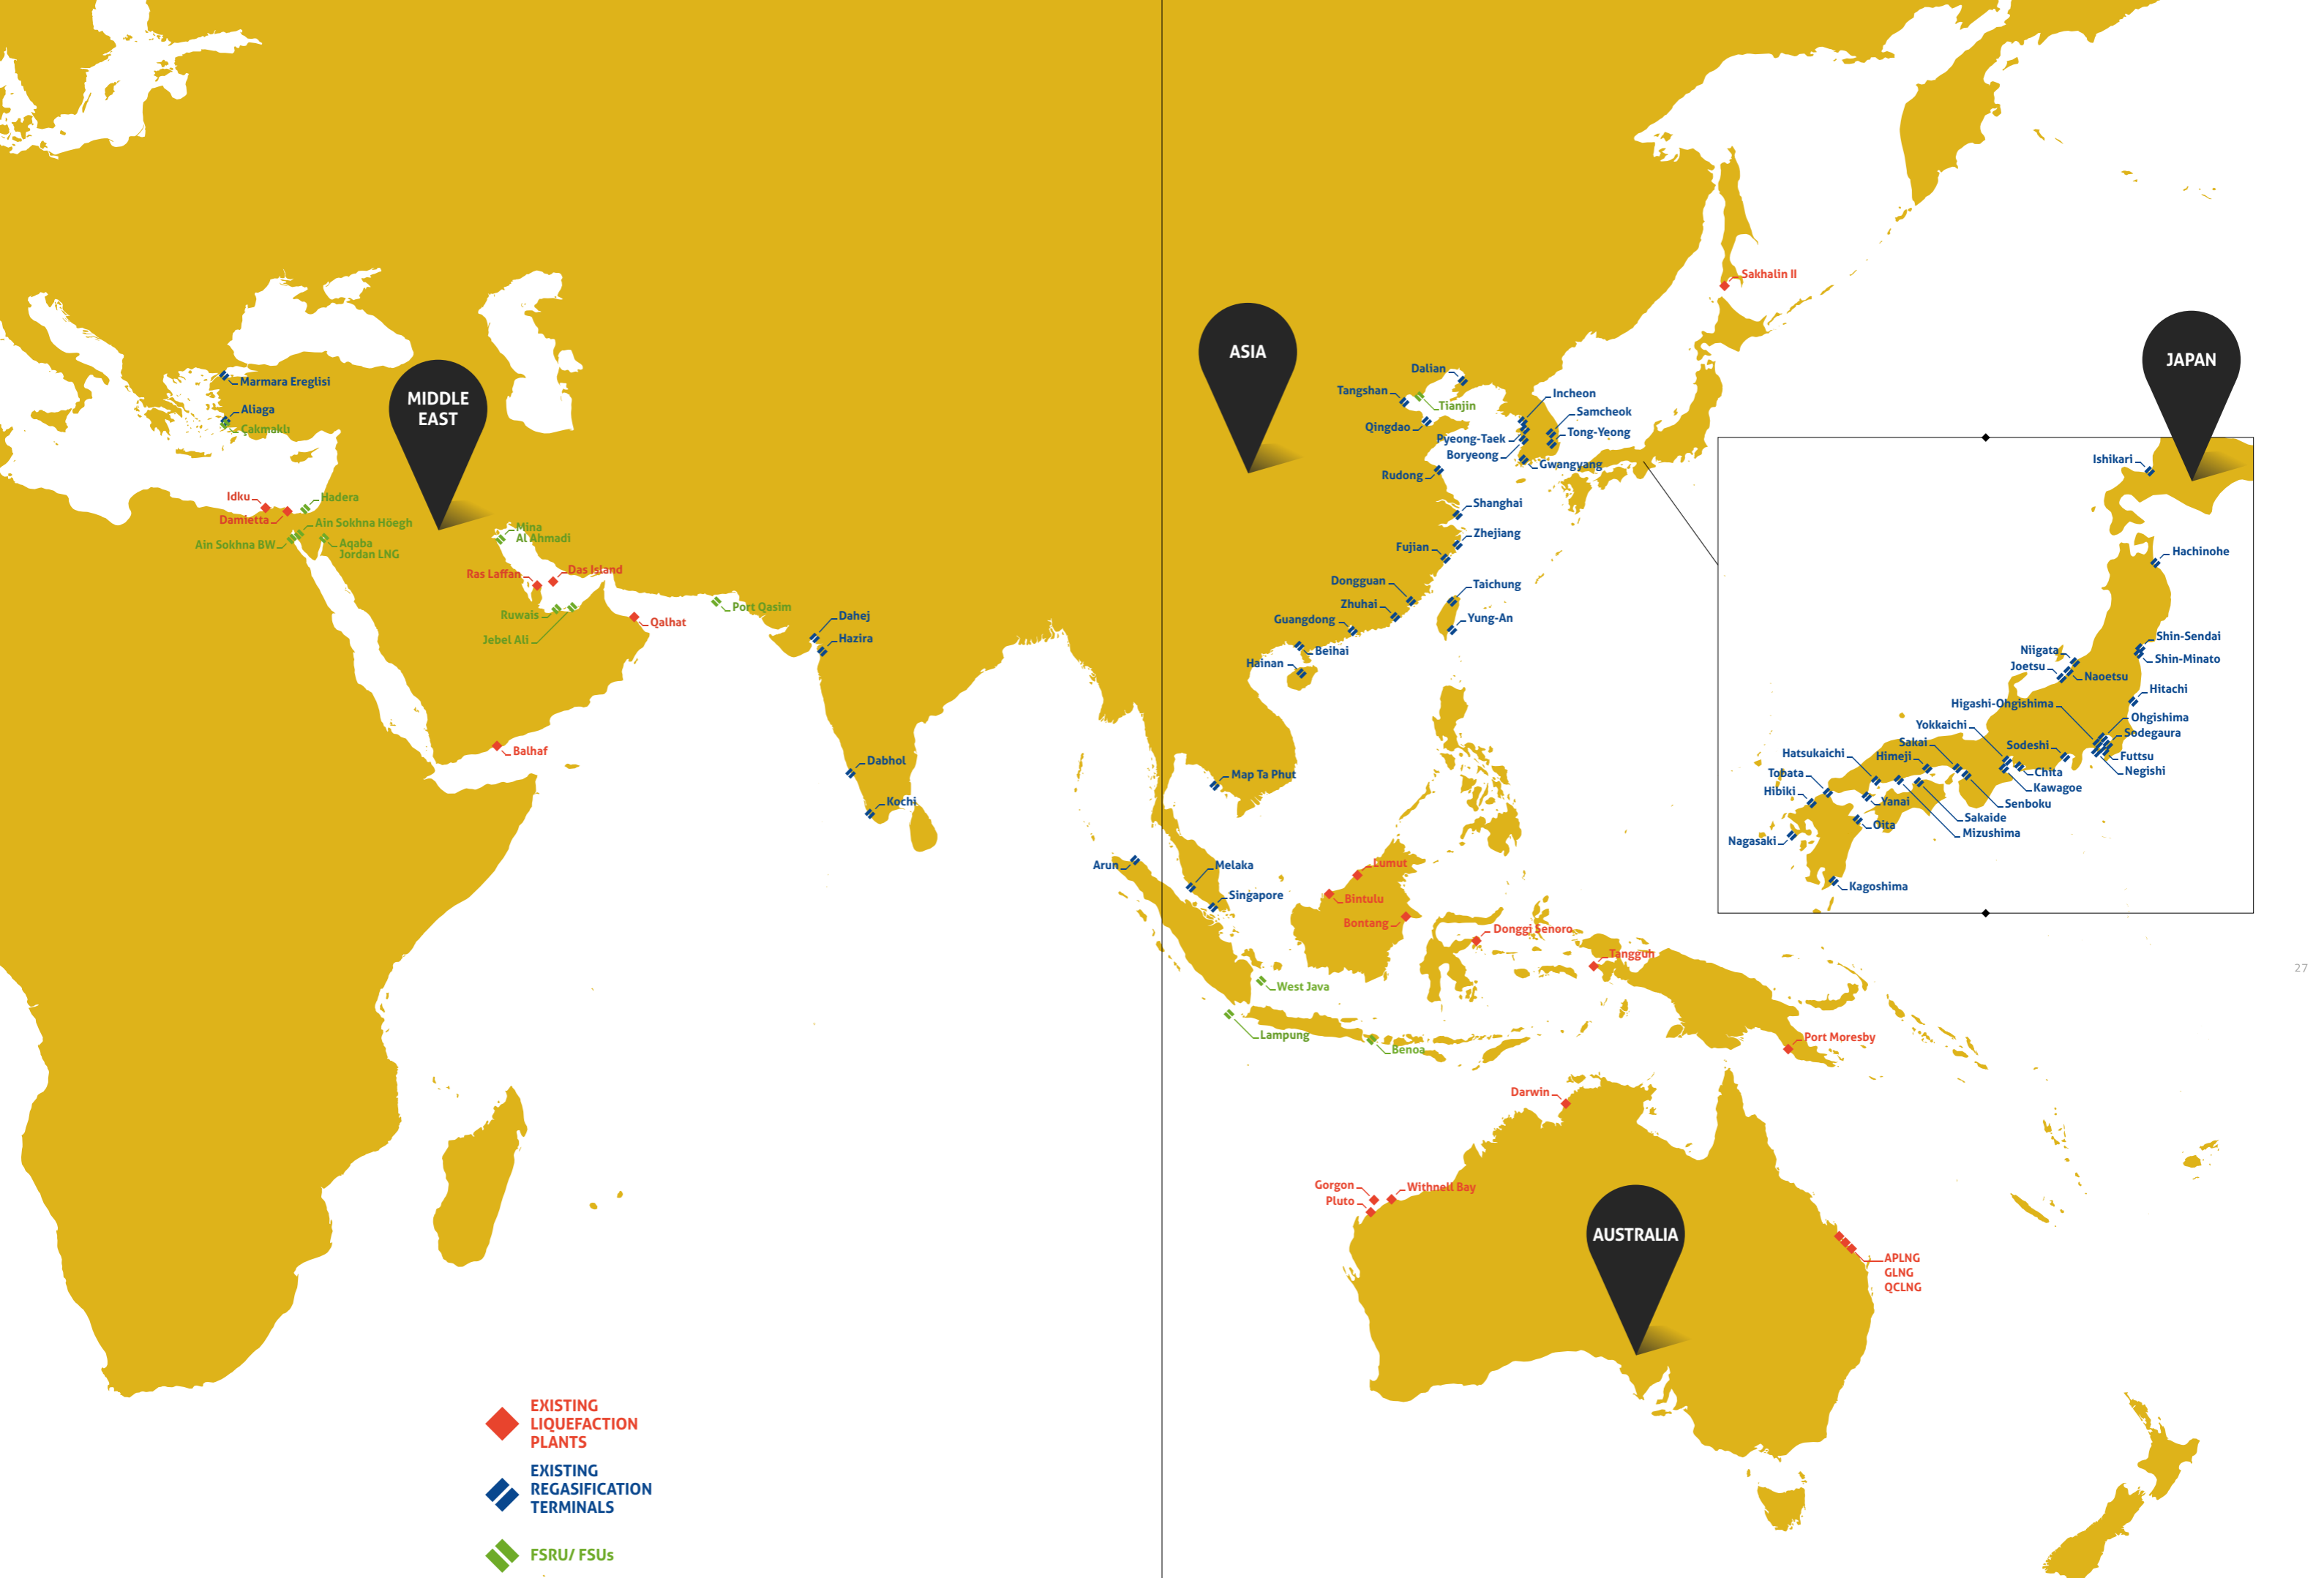 MIDDLE
EAST
ASIA
JAPAN
AUSTRALIA
Marmara Ereglisi
Aliaga
Çakmaklı
Idku
Damietta
Hadera
Ain Sokhna Höegh
Ain Sokhna BW
Aqaba
Jordan LNG
Mina
Al Ahmadi
Ras Laffan
Das Island
Ruwais
Jebel Ali
Qalhat
Port Qasim
Balhaf
Dahej
Hazira
Dabhol
Kochi
Sakhalin II
Dalian
Tangshan
Tianjin
Qingdao
Incheon
Samcheok
Tong-Yeong
Pyeong-Taek
Boryeong
Gwangyang
Rudong
Shanghai
Zhejiang
Fujian
Dongguan
Taichung
Zhuhai
Guangdong
Yung-An
Beihai
Hainan
Map Ta Phut
Arun
Melaka
Singapore
Lumut
Bintulu
Bontang
Donggi Senoro
Tangguh
West Java
Lampung
Benoa
Port Moresby
Darwin
Gorgon
Pluto
Withnell Bay
APLNG
GLNG
QCLNG
Ishikari
Hachinohe
Shin-Sendai
Shin-Minato
Niigata
Joetsu
Naoetsu
Hitachi
Higashi-Ohgishima
Ohgishima
Yokkaichi
Sodegaura
Sakai
Sodeshi
Hatsukaichi
Himeji
Futtsu
Negishi
Tobata
Chita
Kawagoe
Hibiki
Yanai
Senboku
Sakaide
Oita
Mizushima
Nagasaki
Kagoshima
27
EXISTING
LIQUEFACTION
PLANTS
EXISTING
REGASIFICATION
TERMINALS
FSRU/ FSUs